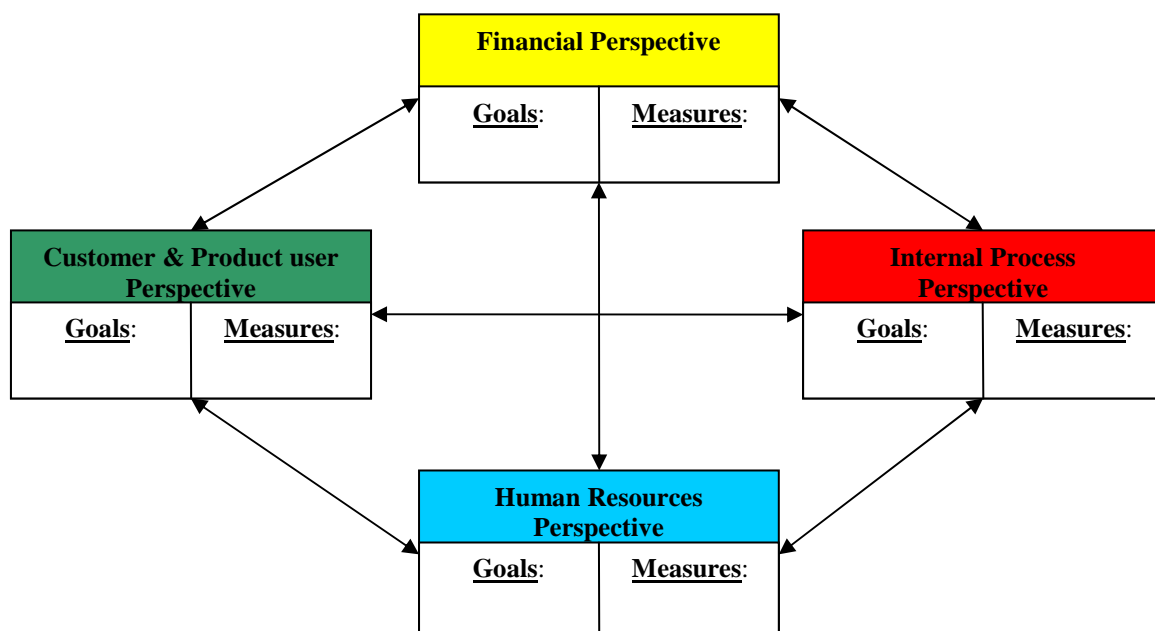 Financial Perspective
Goals: Measures:
Customer & Product user
Perspective
Goals: Measures:
Internal Process
Perspective
Goals: Measures:
Human Resources
Perspective
Goals: Measures: